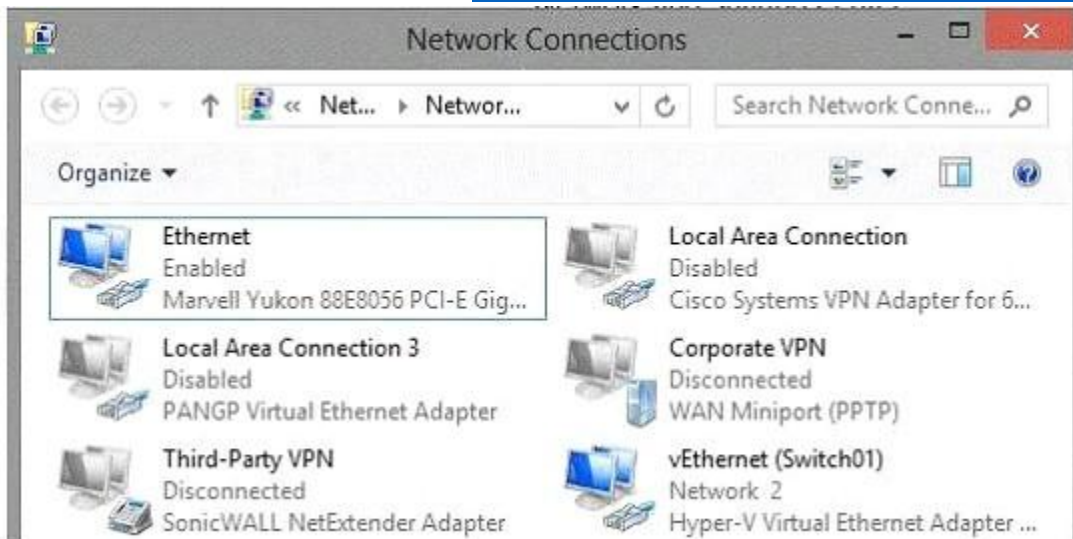 Network Connections
« Net... Networ...
Search Network Conne...
Organize
Ethernet
Enabled
Marvell Yukon 88E8056 PCI-E Gig...
Local Area Connection
Disabled
Cisco Systems VPN Adapter for 6...
Local Area Connection 3
Disabled
PANGP Virtual Ethernet Adapter
Corporate VPN
Disconnected
WAN Miniport (PPTP)
Third-Party VPN
Disconnected
SonicWALL NetExtender Adapter
vEthernet (Switch01)
Network 2
Hyper-V Virtual Ethernet Adapter ...